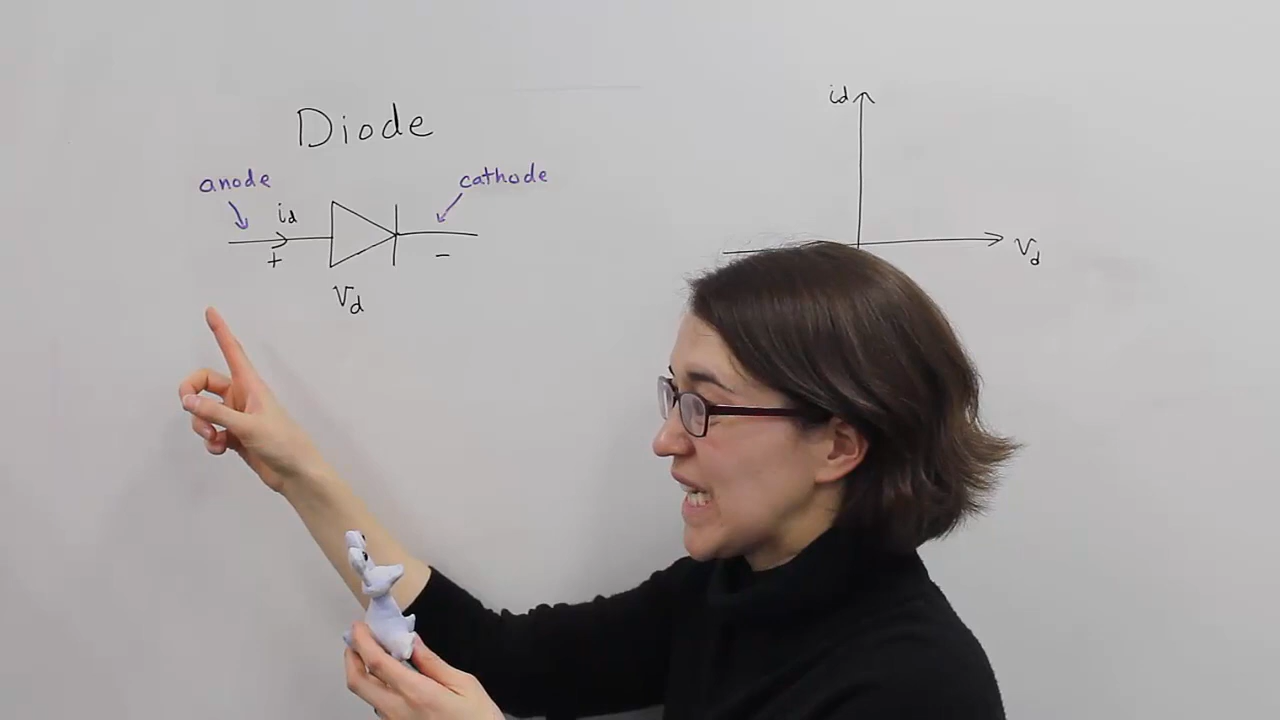 Diode
anode
cathode
id
+
-
Vd
id
Vd